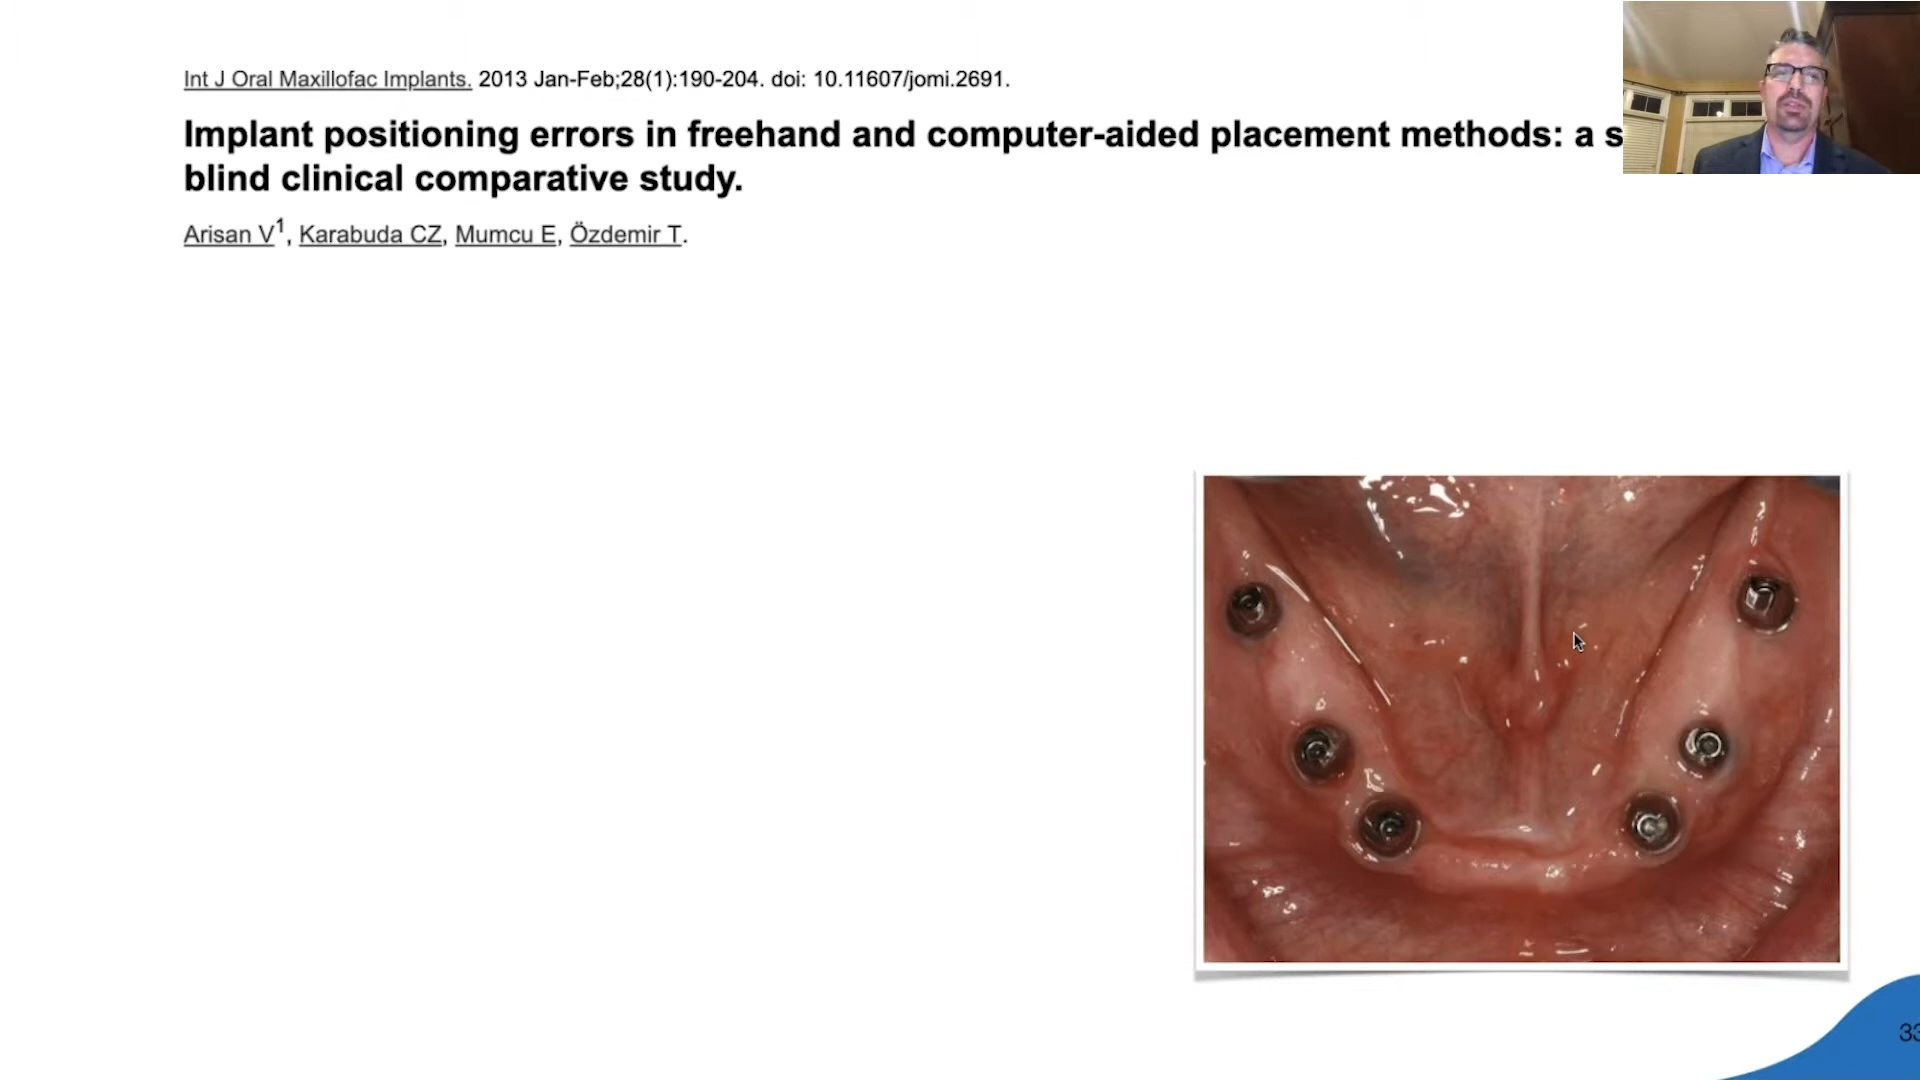 Int J Oral Maxillofac Implants. 2013 Jan-Feb;28(1):190-204. doi: 10.11607/jomi.2691.
Implant positioning errors in freehand and computer-aided placement methods: a s
blind clinical comparative study.
Arisan V1, Karabuda CZ, Mumcu E, Özdemir T.
33